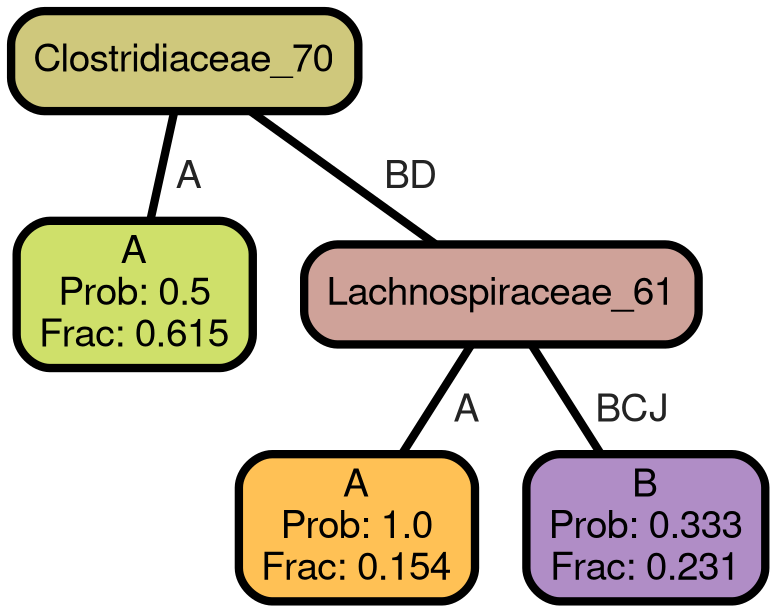 Clostridiaceae_70
A
BD
A
Prob: 0.5
Frac: 0.615
Lachnospiraceae_61
A
BCJ
A
Prob: 1.0
Frac: 0.154
B
Prob: 0.333
Frac: 0.231